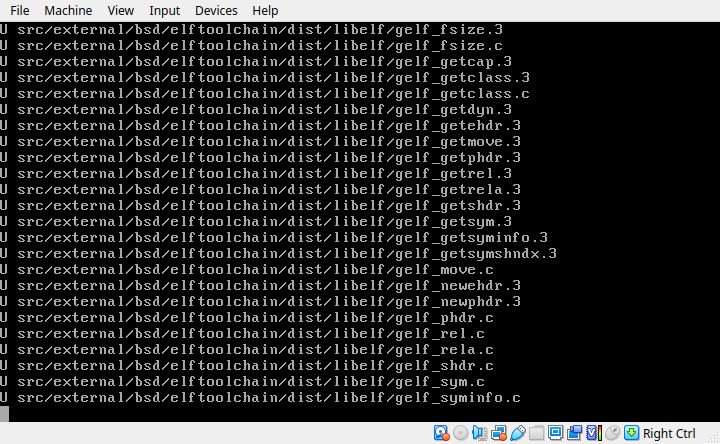 File Machine View Input Devices Help
U src/external/bsd/elftoolchain/dist/libelf/gelf_fsize.3
U src/external/bsd/elftoolchain/dist/libelf/gelf_fsize.c
U src/external/bsd/elftoolchain/dist/libelf/gelf_getcap.3
U src/external/bsd/elftoolchain/dist/libelf/gelf_getclass.3
U src/external/bsd/elftoolchain/dist/libelf/gelf_getclass.c
U src/external/bsd/elftoolchain/dist/libelf/gelf_getdyn.3
U src/external/bsd/elftoolchain/dist/libelf/gelf_getehdr.3
U src/external/bsd/elftoolchain/dist/libelf/gelf_getmove.3
U src/external/bsd/elftoolchain/dist/libelf/gelf_getphdr.3
U src/external/bsd/elftoolchain/dist/libelf/gelf_getrel.3
U src/external/bsd/elftoolchain/dist/libelf/gelf_getrela.3
U src/external/bsd/elftoolchain/dist/libelf/gelf_getshdr.3
U src/external/bsd/elftoolchain/dist/libelf/gelf_getsym.3
U src/external/bsd/elftoolchain/dist/libelf/gelf_getsyminfo.3
U src/external/bsd/elftoolchain/dist/libelf/gelf_getsymshndx.3
U src/external/bsd/elftoolchain/dist/libelf/gelf_move.c
U src/external/bsd/elftoolchain/dist/libelf/gelf_newehdr.3
U src/external/bsd/elftoolchain/dist/libelf/gelf_newphdr.3
U src/external/bsd/elftoolchain/dist/libelf/gelf_phdr.c
U src/external/bsd/elftoolchain/dist/libelf/gelf_rel.c
U src/external/bsd/elftoolchain/dist/libelf/gelf_rela.c
U src/external/bsd/elftoolchain/dist/libelf/gelf_shdr.c
U src/external/bsd/elftoolchain/dist/libelf/gelf_sym.c
U src/external/bsd/elftoolchain/dist/libelf/gelf_syminfo.c
Right Ctrl